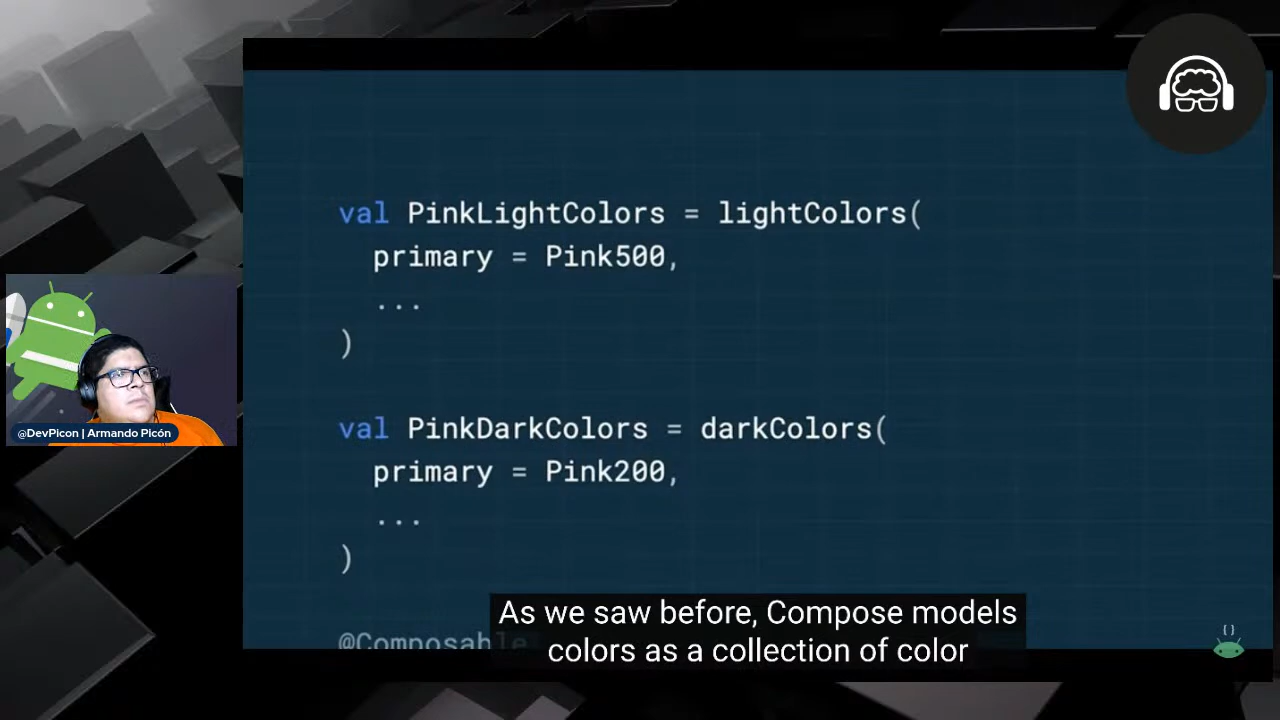 val PinkLightColors = lightColors(
primary = Pink500,
...
)
val PinkDarkColors = darkColors(
primary = Pink200,
...
)
@Composable
As we saw before, Compose models
colors as a collection of color
@DevPicon | Armando Picón
{ }